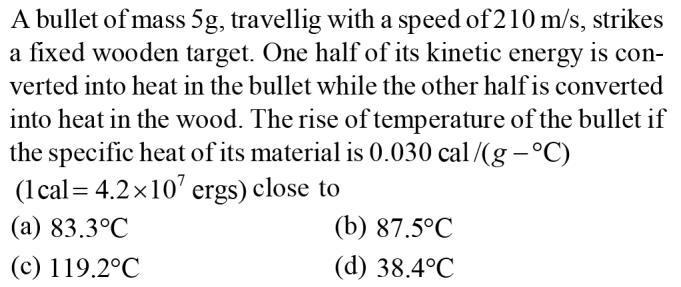 A bullet of mass 5g, travellig with a speed of 210 m/s, strikes
a fixed wooden target. One half of its kinetic energy is con-
verted into heat in the bullet while the other half is converted
into heat in the wood. The rise of temperature of the bullet if
the specific heat of its material is 0.030 cal /(g – °C)
(1cal = 4.2×10⁷ ergs) close to
(a) 83.3°C (b) 87.5°C
(c) 119.2°C (d) 38.4°C